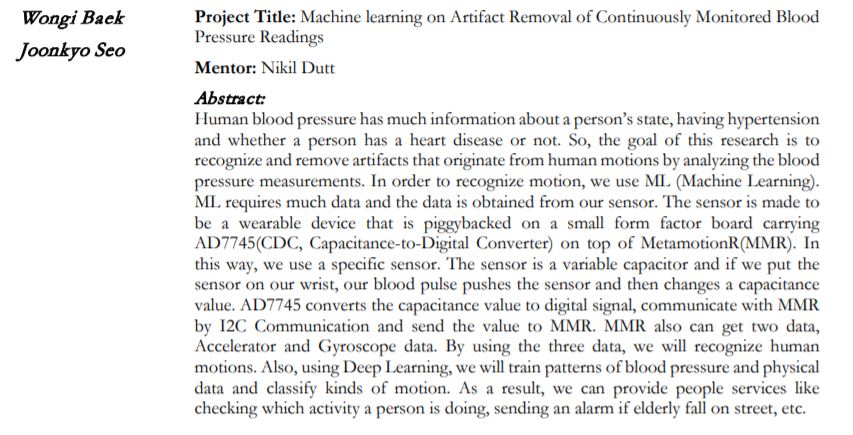 Wongi Baek
Joonkyo Seo
Project Title: Machine learning on Artifact Removal of Continuously Monitored Blood
Pressure Readings
Mentor: Nikil Dutt
Abstract:
Human blood pressure has much information about a person's state, having hypertension
and whether a person has a heart disease or not. So, the goal of this research is to
recognize and remove artifacts that originate from human motions by analyzing the blood
pressure measurements. In order to recognize motion, we use ML (Machine Learning).
ML requires much data and the data is obtained from our sensor. The sensor is made to
be a wearable device that is piggybacked on a small form factor board carrying
AD7745(CDC, Capacitance-to-Digital Converter) on top of MetamotionR(MMR). In
this way, we use a specific sensor. The sensor is a variable capacitor and if we put the
sensor on our wrist, our blood pulse pushes the sensor and then changes a capacitance
value. AD7745 converts the capacitance value to digital signal, communicate with MMR
by I2C Communication and send the value to MMR. MMR also can get two data,
Accelerator and Gyroscope data. By using the three data, we will recognize human
motions. Also, using Deep Learning, we will train patterns of blood pressure and physical
data and classify kinds of motion. As a result, we can provide people services like
checking which activity a person is doing, sending an alarm if elderly fall on street, etc.